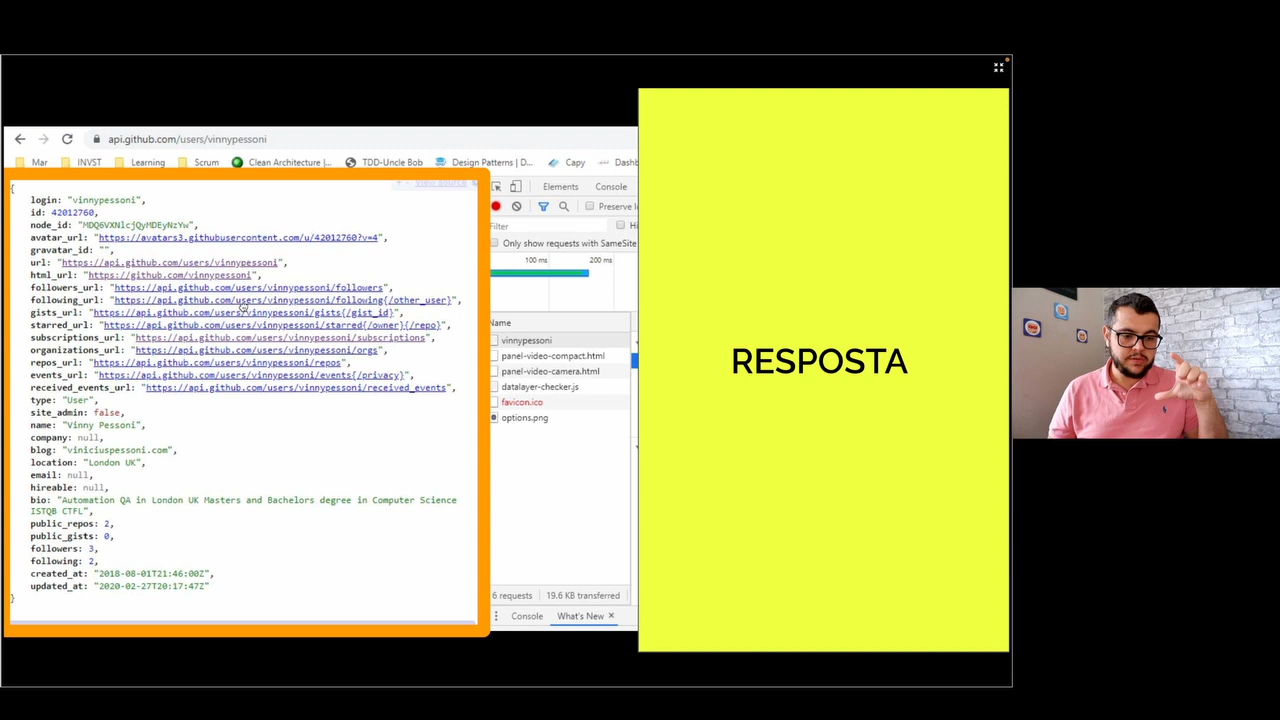 api.github.com/users/vinnypessoni
Mar INVST Learning Scrum Clean Architecture |... TDD-Uncle Bob Design Patterns | D... Capy Dashb
+ - View source
{
login: "vinnypessoni",
id: 42012760,
node_id: "MDQ6VXNlcjQyMDEyNzYw",
avatar_url: "https://avatars3.githubusercontent.com/u/42012760?v=4",
gravatar_id: "",
url: "https://api.github.com/users/vinnypessoni",
html_url: "https://github.com/vinnypessoni",
followers_url: "https://api.github.com/users/vinnypessoni/followers",
following_url: "https://api.github.com/users/vinnypessoni/following{/other_user}",
gists_url: "https://api.github.com/users/vinnypessoni/gists{/gist_id}",
starred_url: "https://api.github.com/users/vinnypessoni/starred{/owner}{/repo}",
subscriptions_url: "https://api.github.com/users/vinnypessoni/subscriptions",
organizations_url: "https://api.github.com/users/vinnypessoni/orgs",
repos_url: "https://api.github.com/users/vinnypessoni/repos",
events_url: "https://api.github.com/users/vinnypessoni/events{/privacy}",
received_events_url: "https://api.github.com/users/vinnypessoni/received_events",
type: "User",
site_admin: false,
name: "Vinny Pessoni",
company: null,
blog: "viniciuspessoni.com",
location: "London UK",
email: null,
hireable: null,
bio: "Automation QA in London UK Masters and Bachelors degree in Computer Science
ISTQB CTFL",
public_repos: 2,
public_gists: 0,
followers: 3,
following: 2,
created_at: "2018-08-01T21:46:00Z",
updated_at: "2020-02-27T20:17:47Z"
}
Elements Console
Preserve l
Filter Hi
Only show requests with SameSite
100 ms 200 ms
Name
vinnypessoni
panel-video-compact.html
panel-video-camera.html
datalayer-checker.js
favicon.ico
options.png
6 requests 19.6 KB transferred
Console What's New ×
RESPOSTA